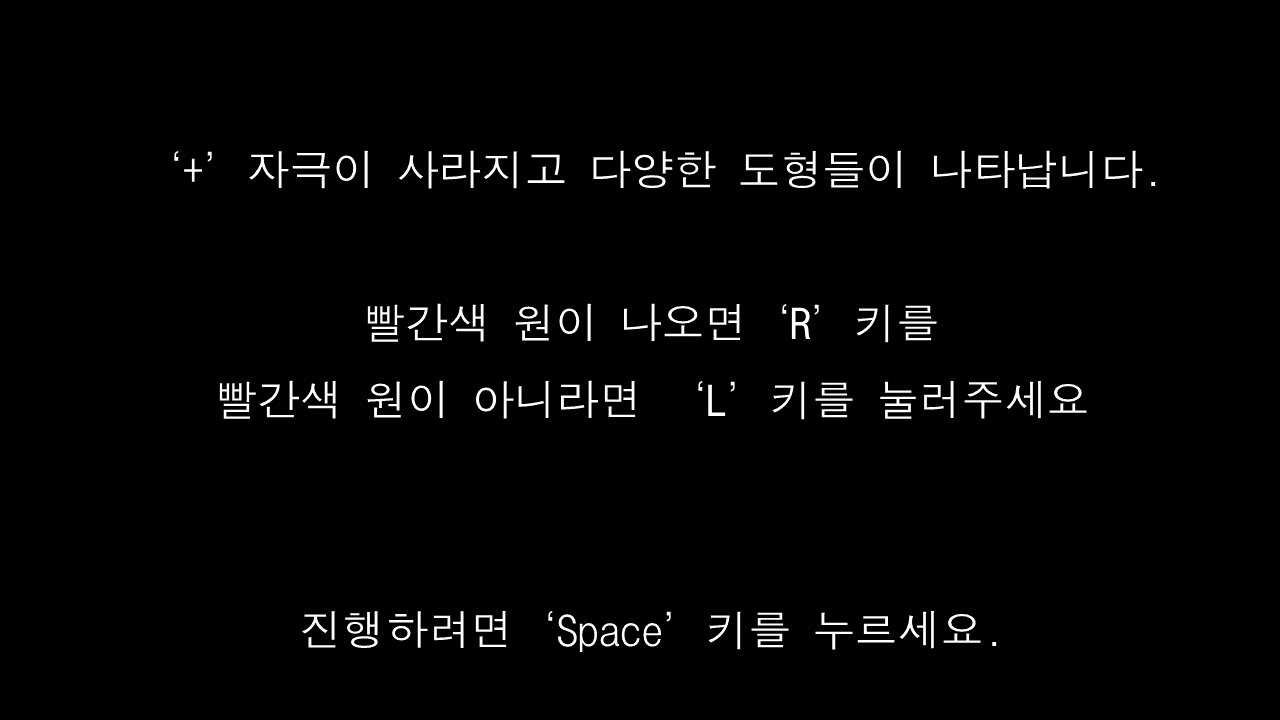 ‘+’ 자극이 사라지고 다양한 도형들이 나타납니다.
빨간색 원이 나오면 ‘R’ 키를
빨간색 원이 아니라면 ‘L’ 키를 눌러주세요
진행하려면 ‘Space’ 키를 누르세요.